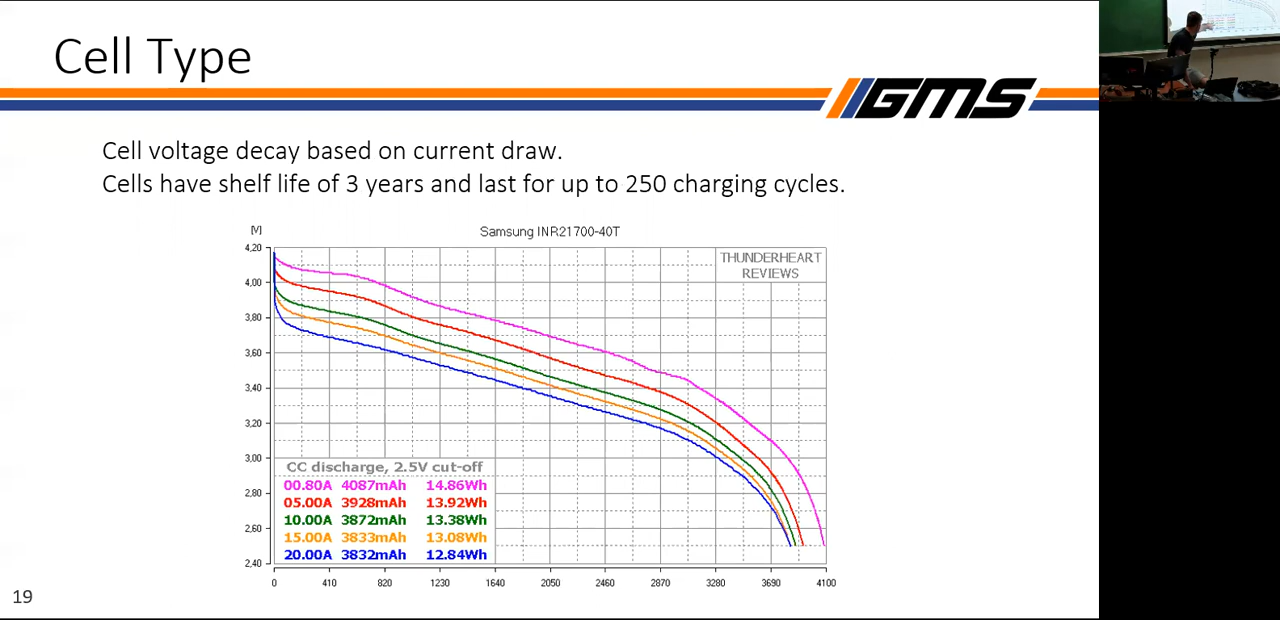 Cell Type
GMS
Cell voltage decay based on current draw.
Cells have shelf life of 3 years and last for up to 250 charging cycles.
[V]
Samsung INR21700-40T
THUNDERHEART
REVIEWS
4,20
4,00
3,80
3,60
3,40
3,20
3,00
2,80
2,60
2,40
CC discharge, 2.5V cut-off
00.80A 4087mAh 14.86Wh
05.00A 3928mAh 13.92Wh
10.00A 3872mAh 13.38Wh
15.00A 3833mAh 13.08Wh
20.00A 3832mAh 12.84Wh
0 410 820 1230 1640 2050 2460 2870 3280 3690 4100
19